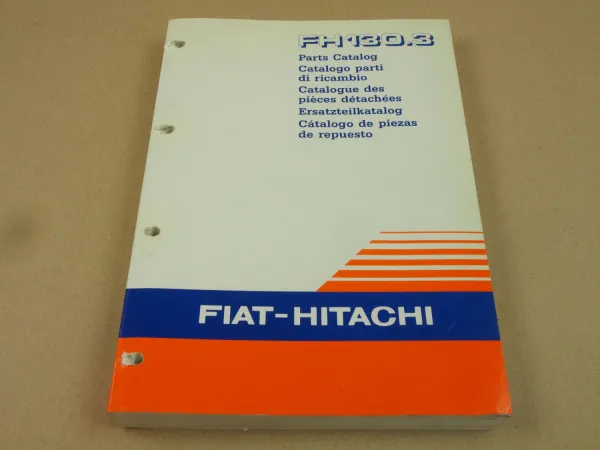 FH130.3
Parts Catalog
Catalogo parti
di ricambio
Catalogue des
pièces détachées
Ersatzteilkatalog
Cátalogo de piezas
de repuesto
FIAT-HITACHI